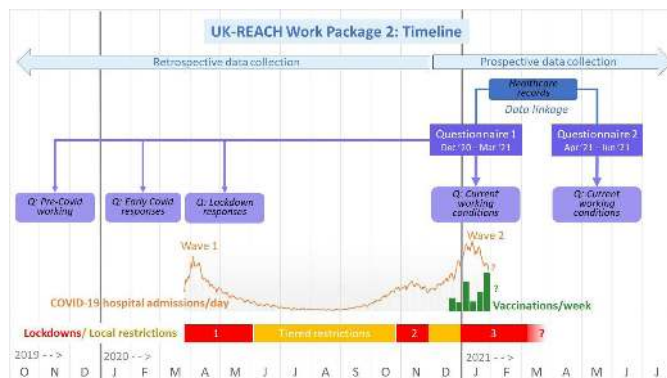 UK-REACH Work Package 2: Timeline
Retrospective data collection
Prospective data collection
Healthcare
records
Data linkage
Questionnaire 1
Dec '20 - Mar '21
Questionnaire 2
Apr '21 - Jun '21
Q: Pre-Covid
working
Q: Early Covid
responses
Q: Lockdown
responses
Q: Current
working
conditions
Q: Current
working
conditions
Wave 1
Wave 2
?
?
COVID-19 hospital admissions/day
Vaccinations/week
Lockdowns/ Local restrictions
1
Tiered restrictions
2
3
?
2019 - ->
2020 - ->
2021 - ->
O N D J F M A M J J A S O N D J F M A M J J